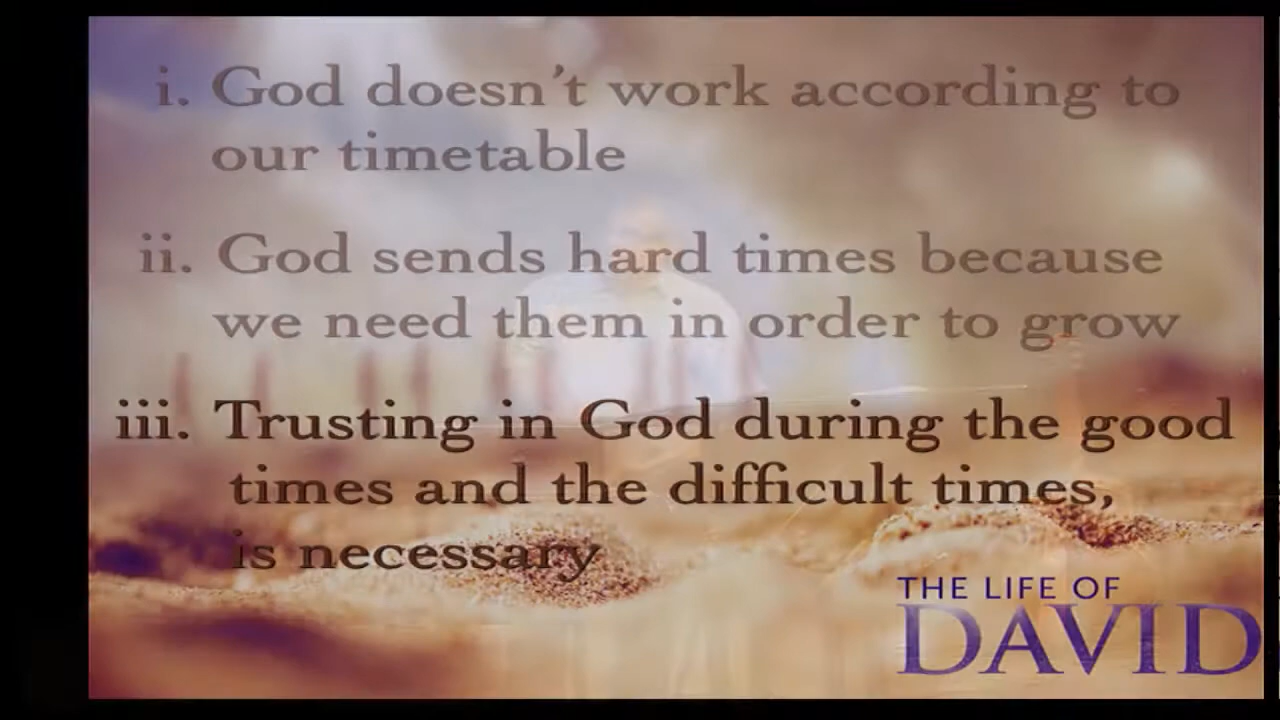 i. God doesn't work according to
our timetable
ii. God sends hard times because
we need them in order to grow
iii. Trusting in God during the good
times and the difficult times,
is necessary
THE LIFE OF
DAVID